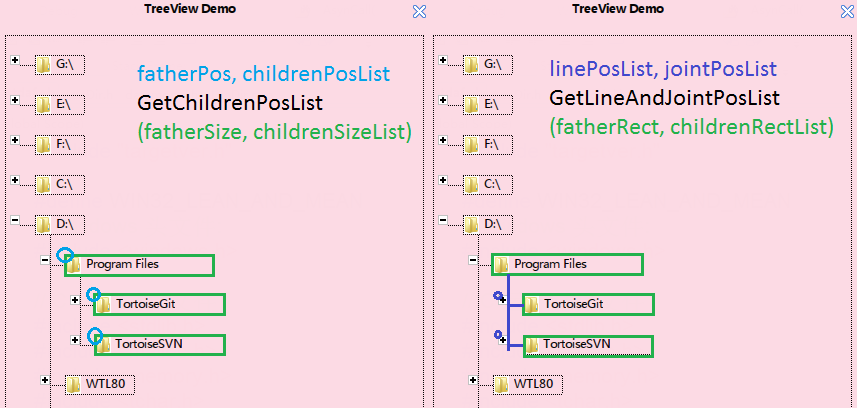 TreeView Demo
G:\
fatherPos, childrenPosList
E:\
GetChildrenPosList
F:\
(fatherSize, childrenSizeList)
C:\
D:\
Program Files
TortoiseGit
TortoiseSVN
WTL80
TreeView Demo
G:\
linePosList, jointPosList
E:\
GetLineAndJointPosList
F:\
(fatherRect, childrenRectList)
C:\
D:\
Program Files
TortoiseGit
TortoiseSVN
WTL80